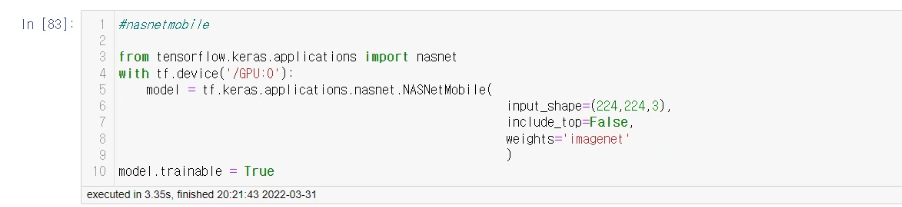 In [83]:
1 #nasnetmobile
2
3 from tensorflow.keras.applications import nasnet
4 with tf.device('/GPU:0'):
5 model = tf.keras.applications.nasnet.NASNetMobile(
6 input_shape=(224,224,3),
7 include_top=False,
8 weights='imagenet'
9 )
10 model.trainable = True
executed in 3.35s, finished 20:21:43 2022-03-31